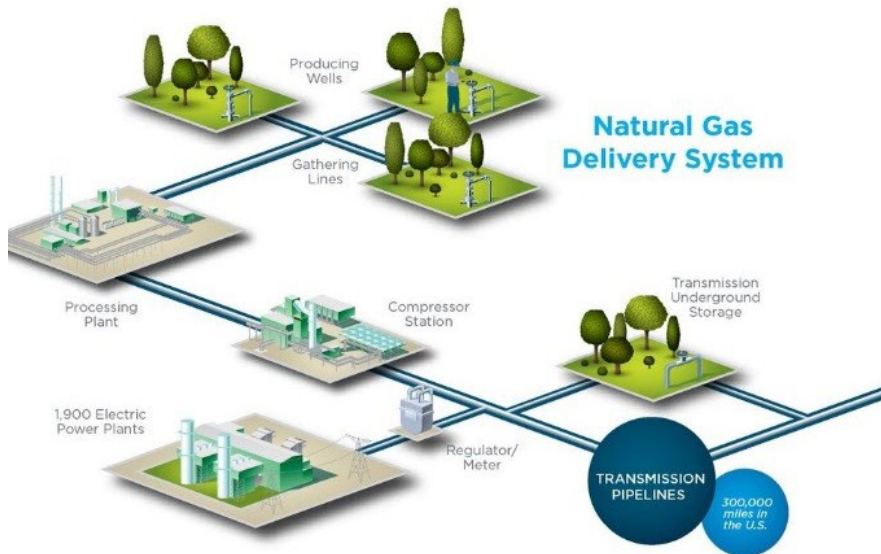 Producing
Wells
Natural Gas
Delivery System
Gathering
Lines
Processing
Plant
Compressor
Station
Transmission
Underground
Storage
1,900 Electric
Power Plants
Regulator/
Meter
TRANSMISSION
PIPELINES
300,000
miles in
the U.S.